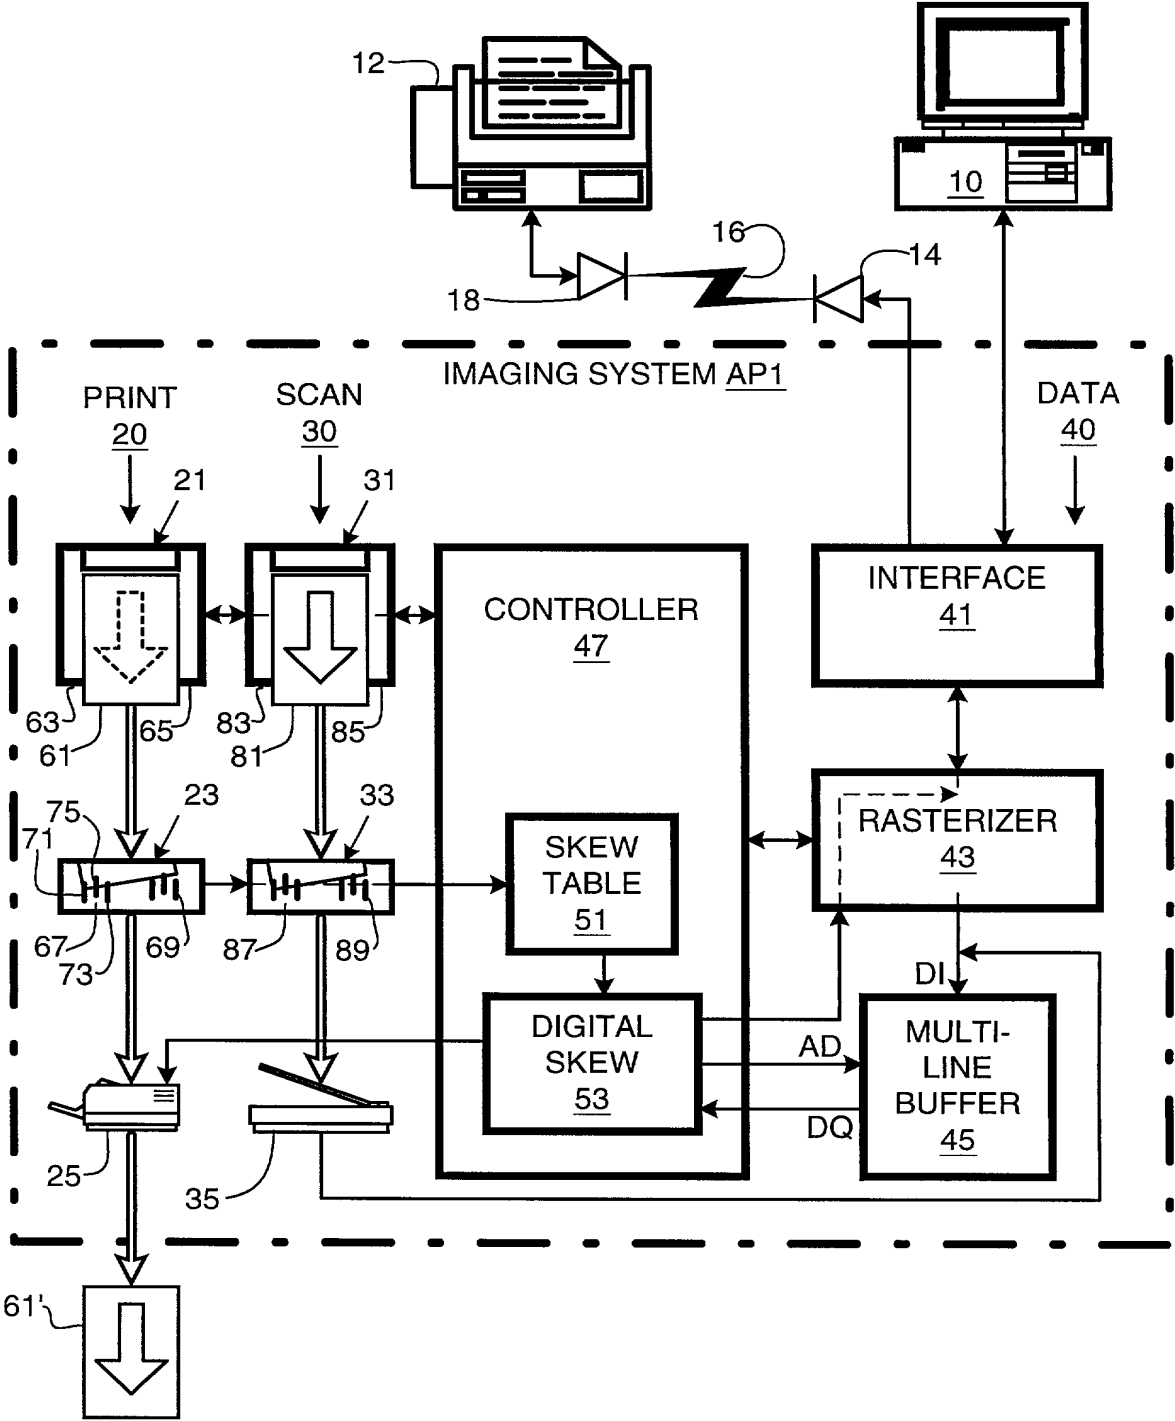 12
10
16
14
18
IMAGING SYSTEM AP1
PRINT
20
SCAN
30
DATA
40
21
31
CONTROLLER
47
INTERFACE
41
63
61
65
83
81
85
75
71
23
33
67
73
69
87
89
SKEW
TABLE
51
RASTERIZER
43
DI
DIGITAL
SKEW
53
AD
DQ
MULTI-
LINE
BUFFER
45
25
35
61'